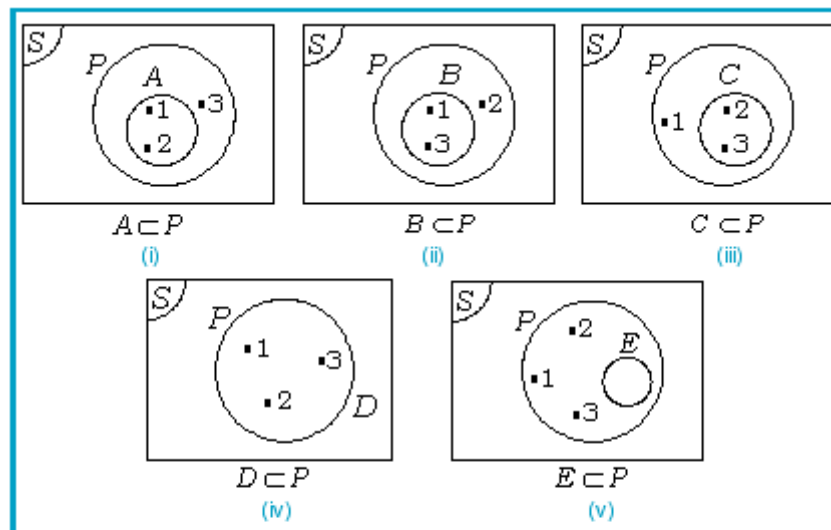 S P A 1 2 3
A ⊂ P
(i)
S P B 1 2 3
B ⊂ P
(ii)
S P C 1 2 3
C ⊂ P
(iii)
S P 1 2 3 D
D ⊂ P
(iv)
S P 2 E 1 3
E ⊂ P
(v)